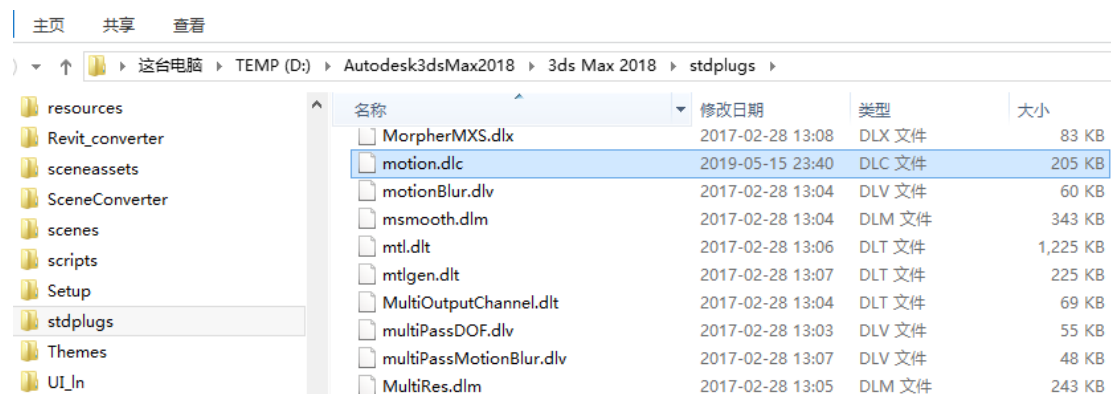 主页 共享 查看
这台电脑 TEMP (D:) Autodesk3dsMax2018 3ds Max 2018 stdplugs
resources
Revit_converter
sceneassets
SceneConverter
scenes
scripts
Setup
stdplugs
Themes
UI_ln
名称 修改日期 类型 大小
MorpherMXS.dlx 2017-02-28 13:08 DLX 文件 83 KB
motion.dlc 2019-05-15 23:40 DLC 文件 205 KB
motionBlur.dlv 2017-02-28 13:04 DLV 文件 60 KB
msmooth.dlm 2017-02-28 13:04 DLM 文件 343 KB
mtl.dlt 2017-02-28 13:06 DLT 文件 1,225 KB
mtlgen.dlt 2017-02-28 13:07 DLT 文件 225 KB
MultiOutputChannel.dlt 2017-02-28 13:04 DLT 文件 69 KB
multiPassDOF.dlv 2017-02-28 13:03 DLV 文件 55 KB
multiPassMotionBlur.dlv 2017-02-28 13:07 DLV 文件 48 KB
MultiRes.dlm 2017-02-28 13:05 DLM 文件 243 KB